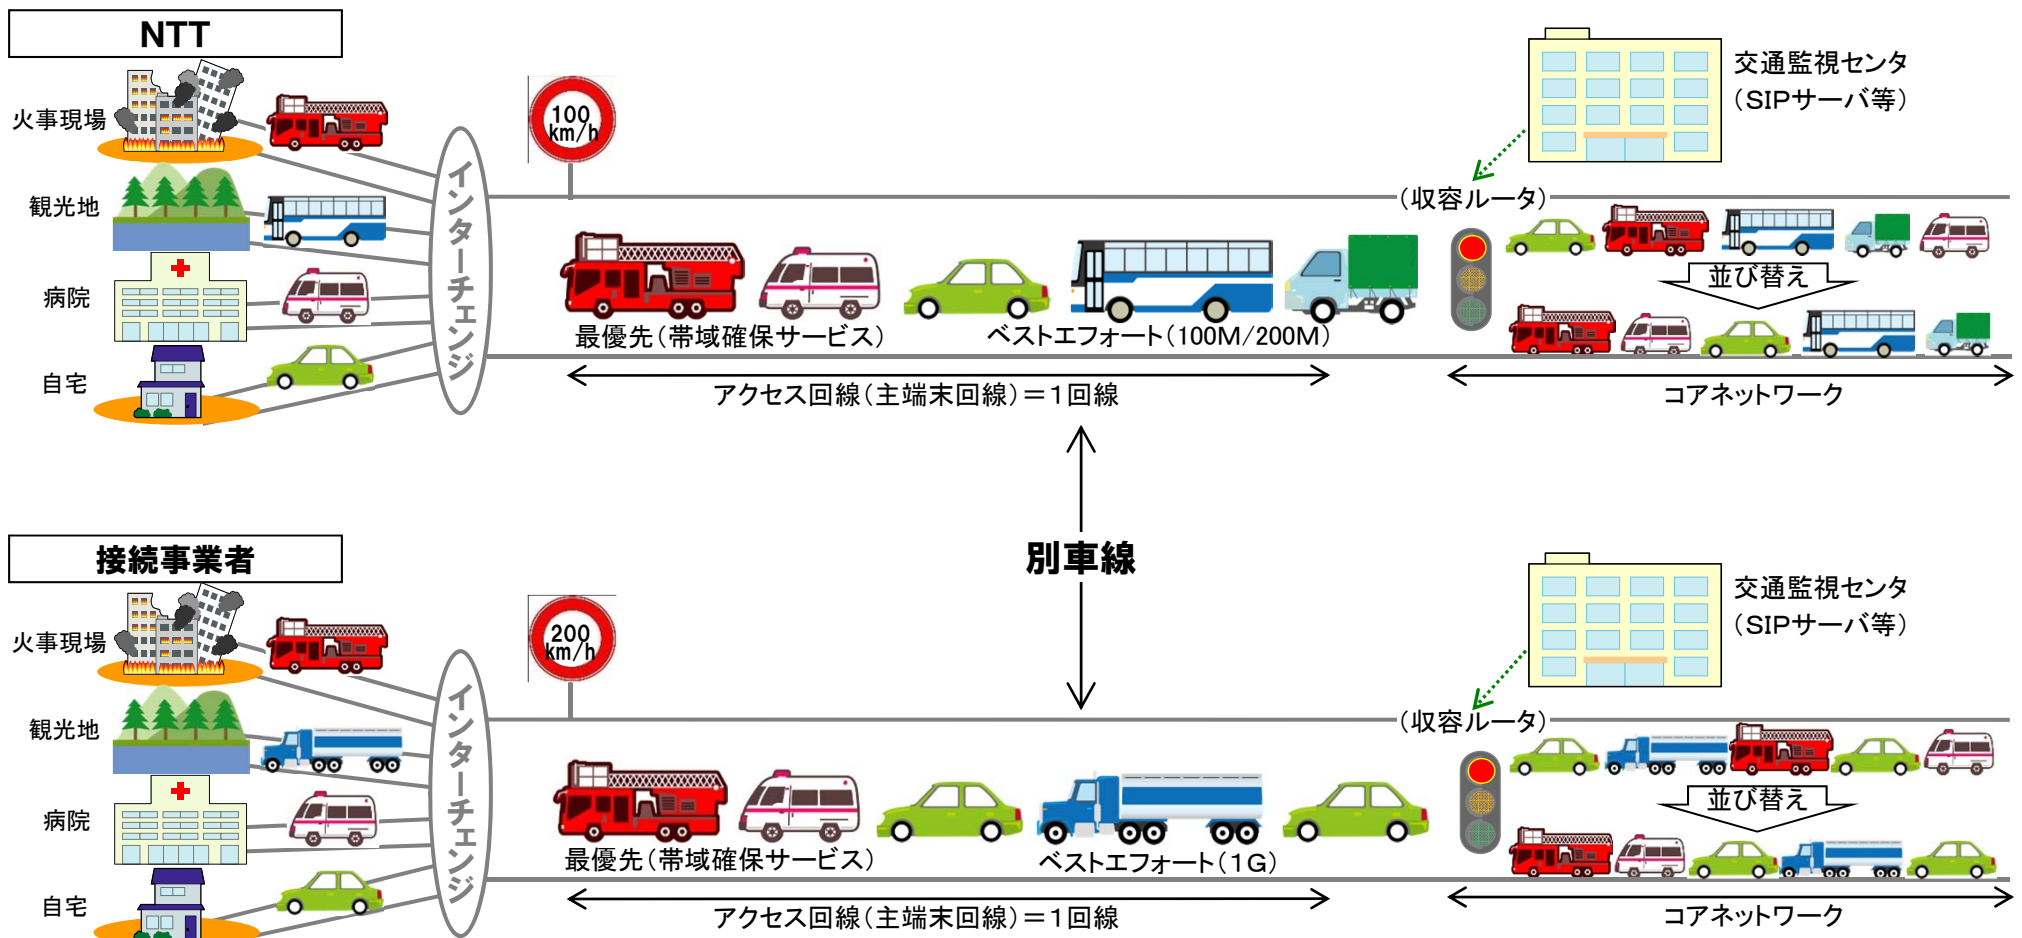 NTT
火事現場
観光地
病院
自宅
インターチェンジ
100
km/h
最優先(帯域確保サービス)
ベストエフォート(100M/200M)
アクセス回線(主端末回線)=1回線
交通監視センタ
(SIPサーバ等)
(収容ルータ)
並び替え
コアネットワーク
別車線
接続事業者
火事現場
観光地
病院
自宅
インターチェンジ
200
km/h
最優先(帯域確保サービス)
ベストエフォート(1G)
アクセス回線(主端末回線)=1回線
交通監視センタ
(SIPサーバ等)
(収容ルータ)
並び替え
コアネットワーク